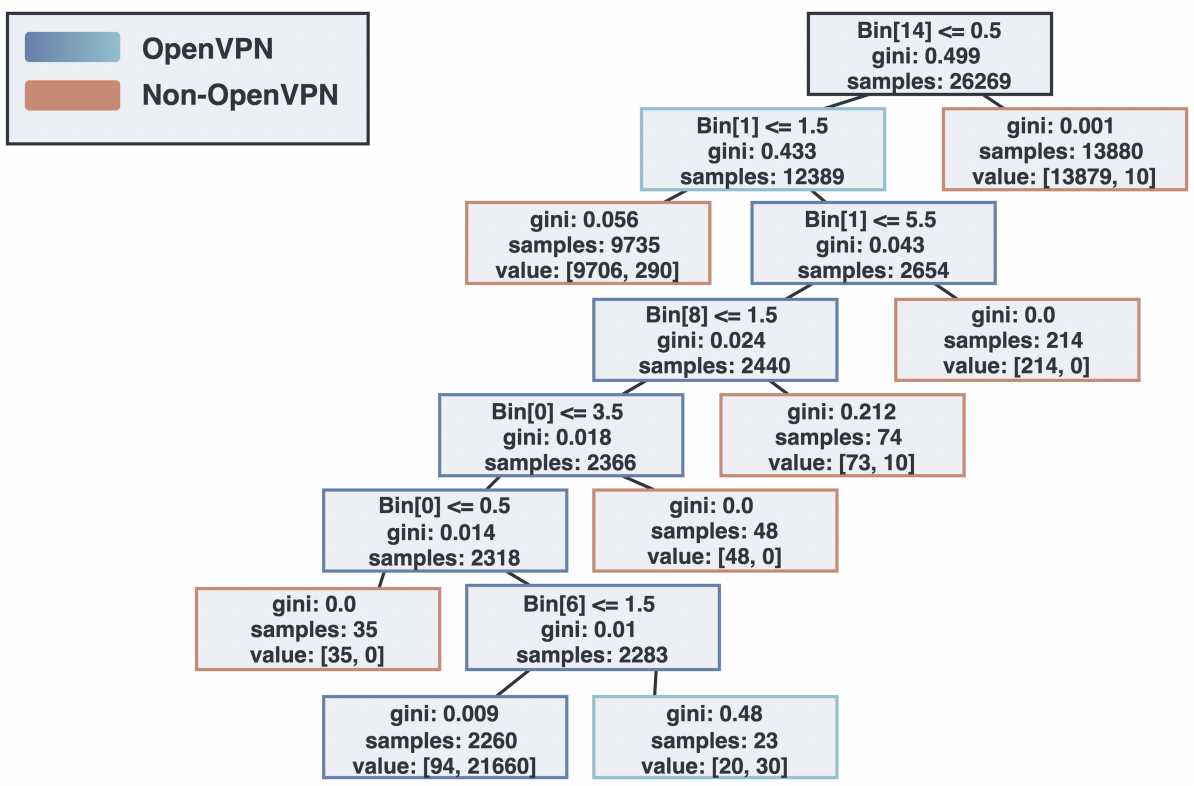 OpenVPN
Non-OpenVPN
Bin[14] <= 0.5
gini: 0.499
samples: 26269
Bin[1] <= 1.5
gini: 0.433
samples: 12389
gini: 0.001
samples: 13880
value: [13879, 10]
gini: 0.056
samples: 9735
value: [9706, 290]
Bin[1] <= 5.5
gini: 0.043
samples: 2654
Bin[8] <= 1.5
gini: 0.024
samples: 2440
gini: 0.0
samples: 214
value: [214, 0]
Bin[0] <= 3.5
gini: 0.018
samples: 2366
gini: 0.212
samples: 74
value: [73, 10]
Bin[0] <= 0.5
gini: 0.014
samples: 2318
gini: 0.0
samples: 48
value: [48, 0]
gini: 0.0
samples: 35
value: [35, 0]
Bin[6] <= 1.5
gini: 0.01
samples: 2283
gini: 0.009
samples: 2260
value: [94, 21660]
gini: 0.48
samples: 23
value: [20, 30]